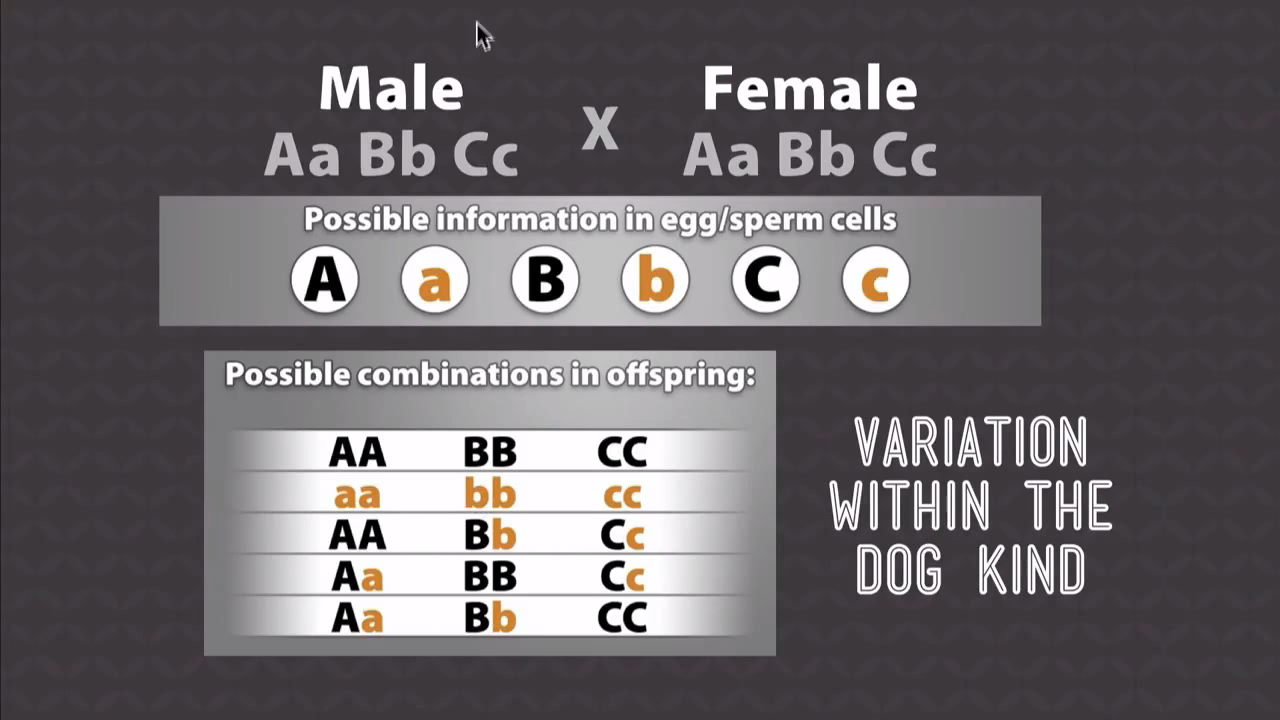 Male
Female
Aa Bb Cc
X
Aa Bb Cc
Possible information in egg/sperm cells
A a B b C c
Possible combinations in offspring:
AA BB CC
aa bb cc
AA Bb Cc
Aa BB Cc
Aa Bb CC
VARIATION
WITHIN THE
DOG KIND